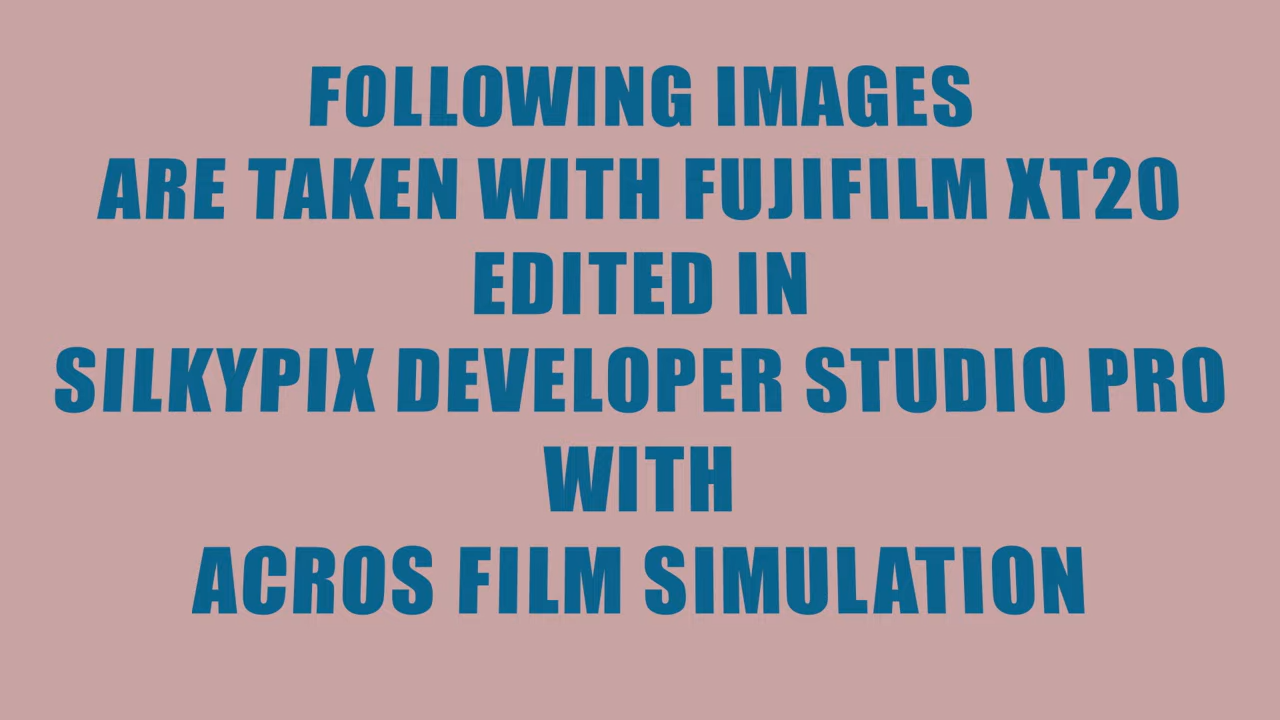 FOLLOWING IMAGES
ARE TAKEN WITH FUJIFILM XT20
EDITED IN
SILKYPIX DEVELOPER STUDIO PRO
WITH
ACROS FILM SIMULATION